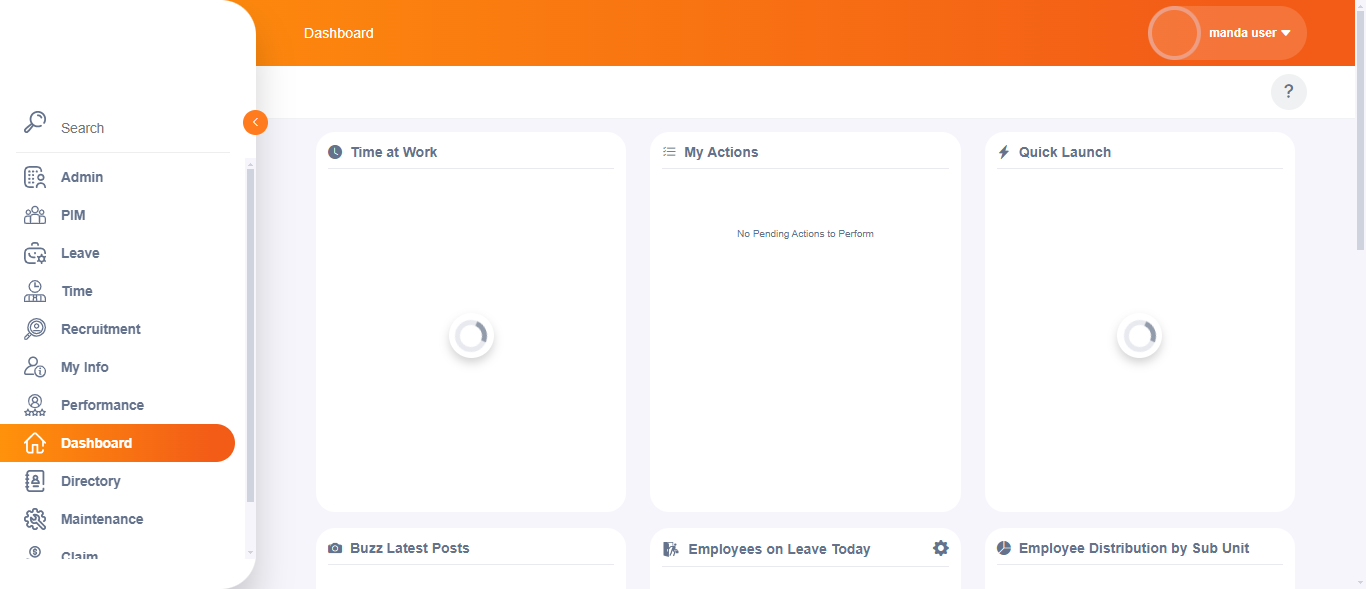 Dashboard
manda user
?
Search
Admin
PIM
Leave
Time
Recruitment
My Info
Performance
Dashboard
Directory
Maintenance
Claim
Time at Work
My Actions
No Pending Actions to Perform
Quick Launch
Buzz Latest Posts
Employees on Leave Today
Employee Distribution by Sub Unit